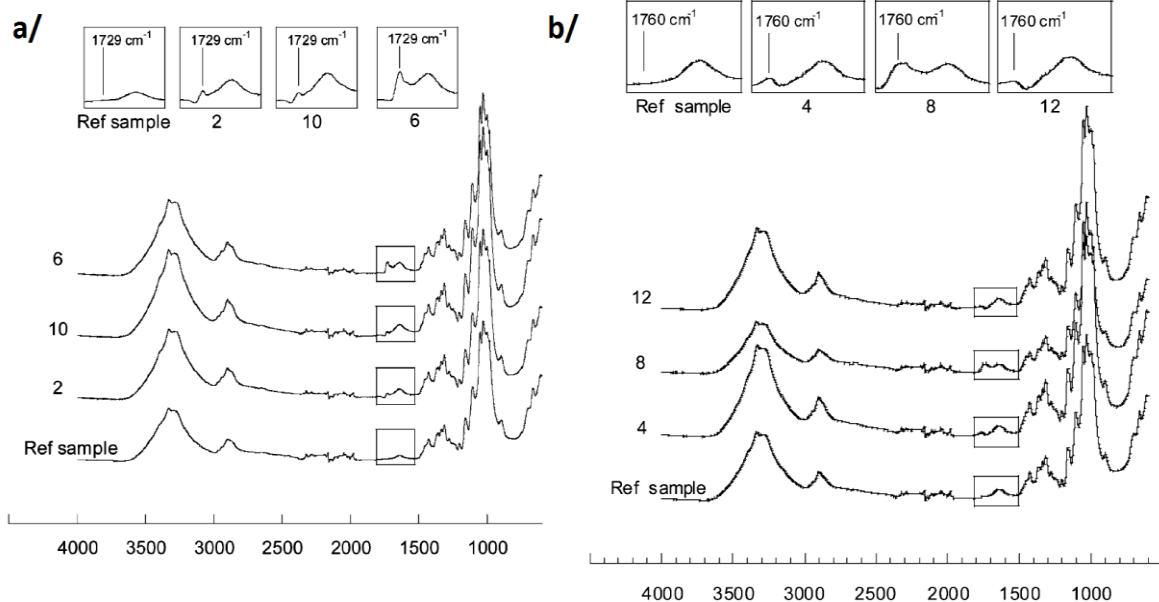 a/
1729 cm-1 1729 cm-1 1729 cm-1 1729 cm-1
Ref sample 2 10 6
6
10
2
Ref sample
4000 3500 3000 2500 2000 1500 1000
b/
1760 cm-1 1760 cm-1 1760 cm-1 1760 cm-1
Ref sample 4 8 12
12
8
4
Ref sample
4000 3500 3000 2500 2000 1500 1000